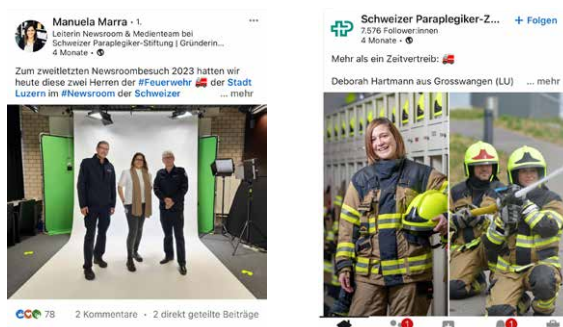 Manuela Marra · 1.
Leiterin Newsroom & Medienteam bei
Schweizer Paraplegiker-Stiftung | Gründerin...
4 Monate ·
Zum zweitletzten Newsroombesuch 2023 hatten wir
heute diese zwei Herren der #Feuerwehr 🚒 der Stadt
Luzern im #Newsroom der Schweizer ... mehr
78 2 Kommentare · 2 direkt geteilte Beiträge
Schweizer Paraplegiker-Z... + Folgen
7.576 Follower:innen
4 Monate ·
Mehr als ein Zeitvertreib: 🚒
Deborah Hartmann aus Grosswangen (LU) ... mehr
1
1